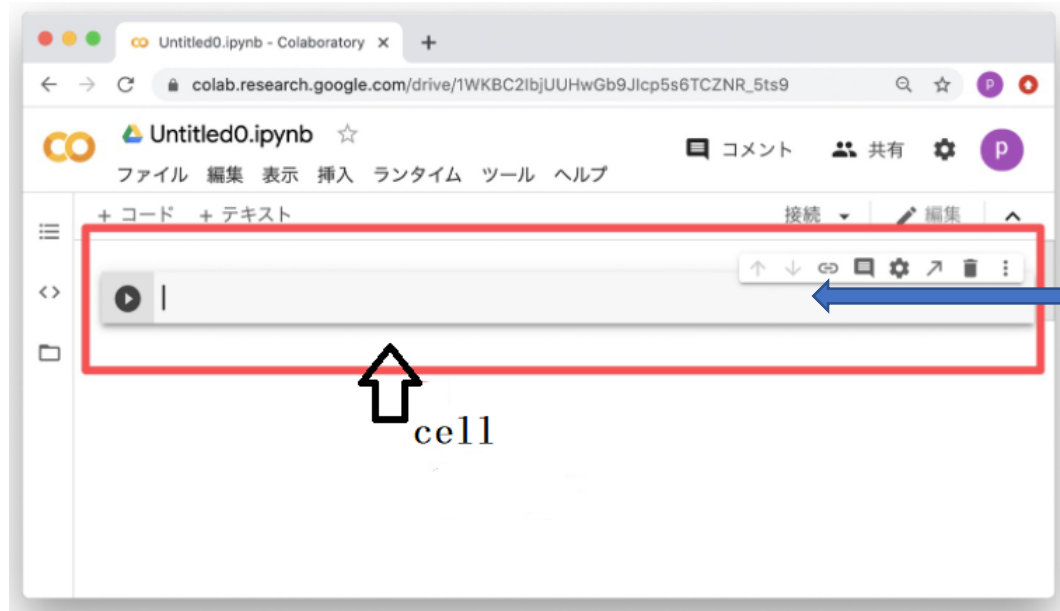 Untitled0.ipynb - Colaboratory
colab.research.google.com/drive/1WKBC2IbjUUHwGb9JIcp5s6TCZNR_5ts9
P
CO Untitled0.ipynb
コメント 共有 P
ファイル 編集 表示 挿入 ランタイム ツール ヘルプ
+ コード + テキスト 接続 編集
cell